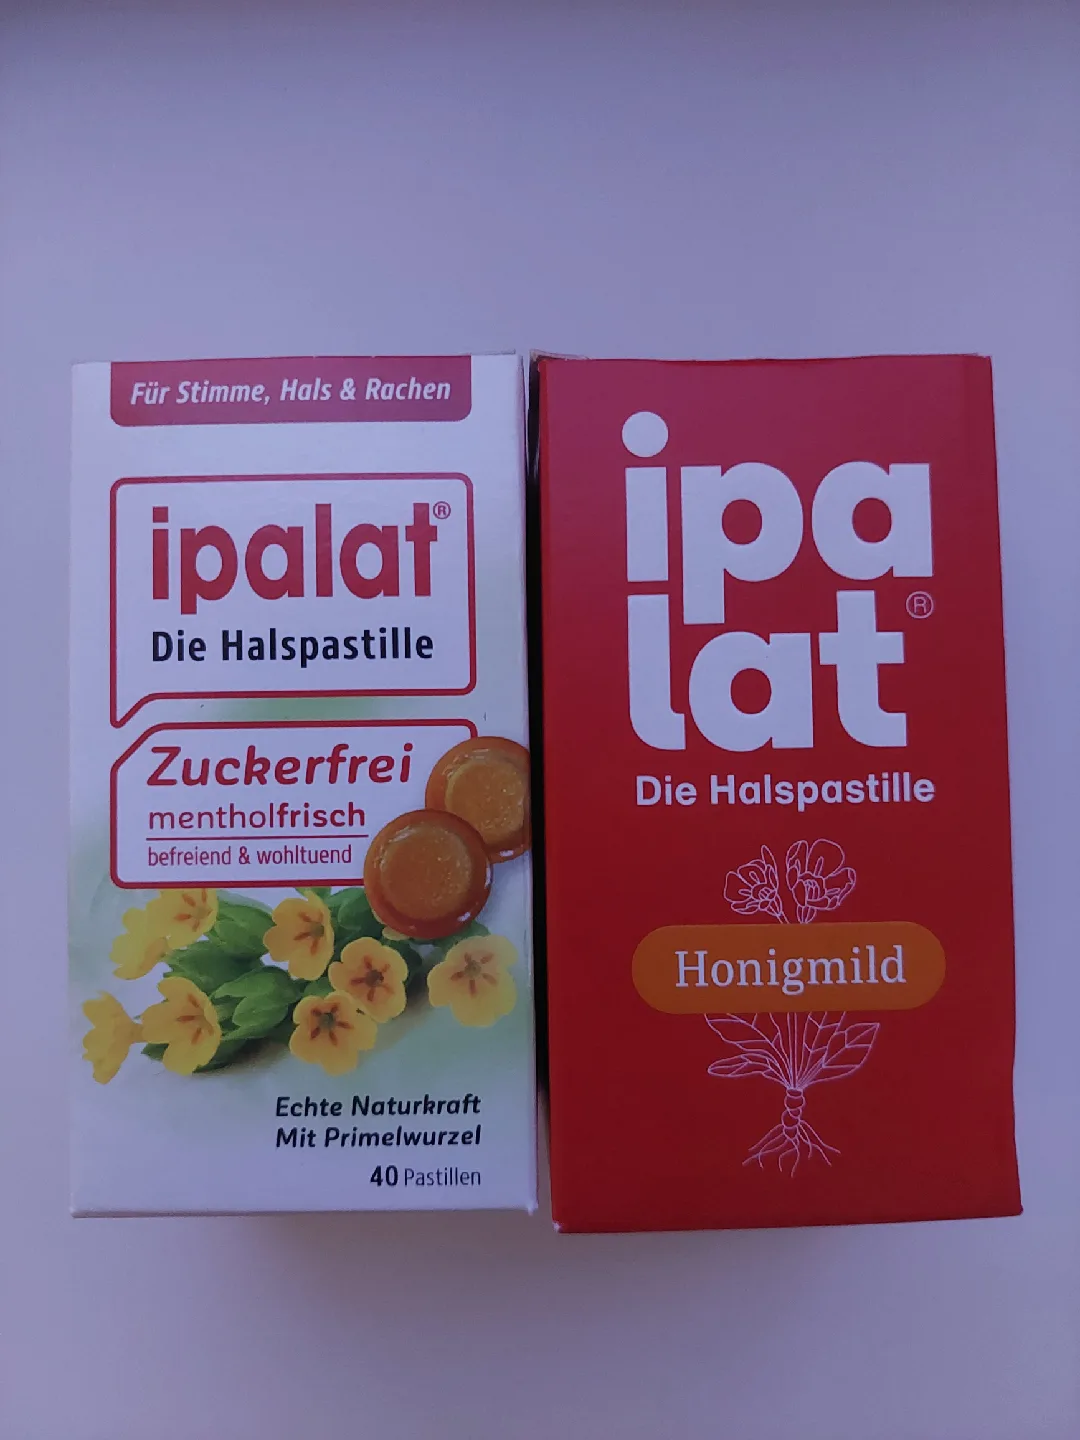 Für Stimme, Hals & Rachen
ipalat®
Die Halspastille
Zuckerfrei
mentholfrisch
befreiend & wohltuend
Echte Naturkraft
Mit Primelwurzel
40 Pastillen
ipa
lat®
Die Halspastille
Honigmild